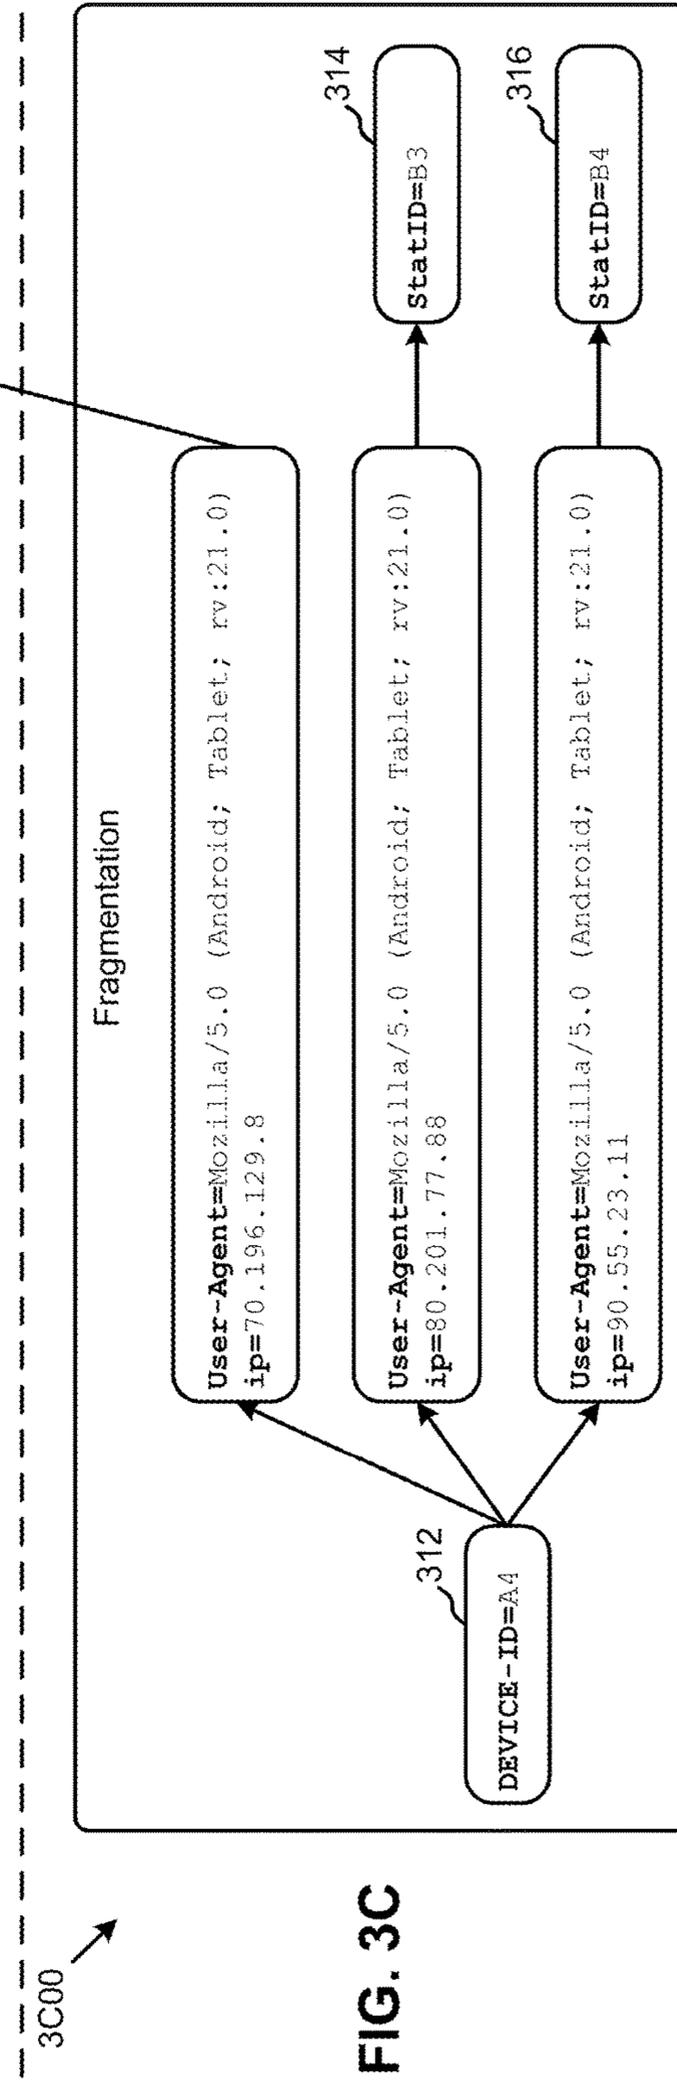 3C00
FIG. 3C
Fragmentation
312
DEVICE-ID=A4
User-Agent=Mozilla/5.0 (Android; Tablet; rv:21.0)
ip=70.196.129.8
User-Agent=Mozilla/5.0 (Android; Tablet; rv:21.0)
ip=80.201.77.88
User-Agent=Mozilla/5.0 (Android; Tablet; rv:21.0)
ip=90.55.23.11
314
StatID=B3
316
StatID=B4